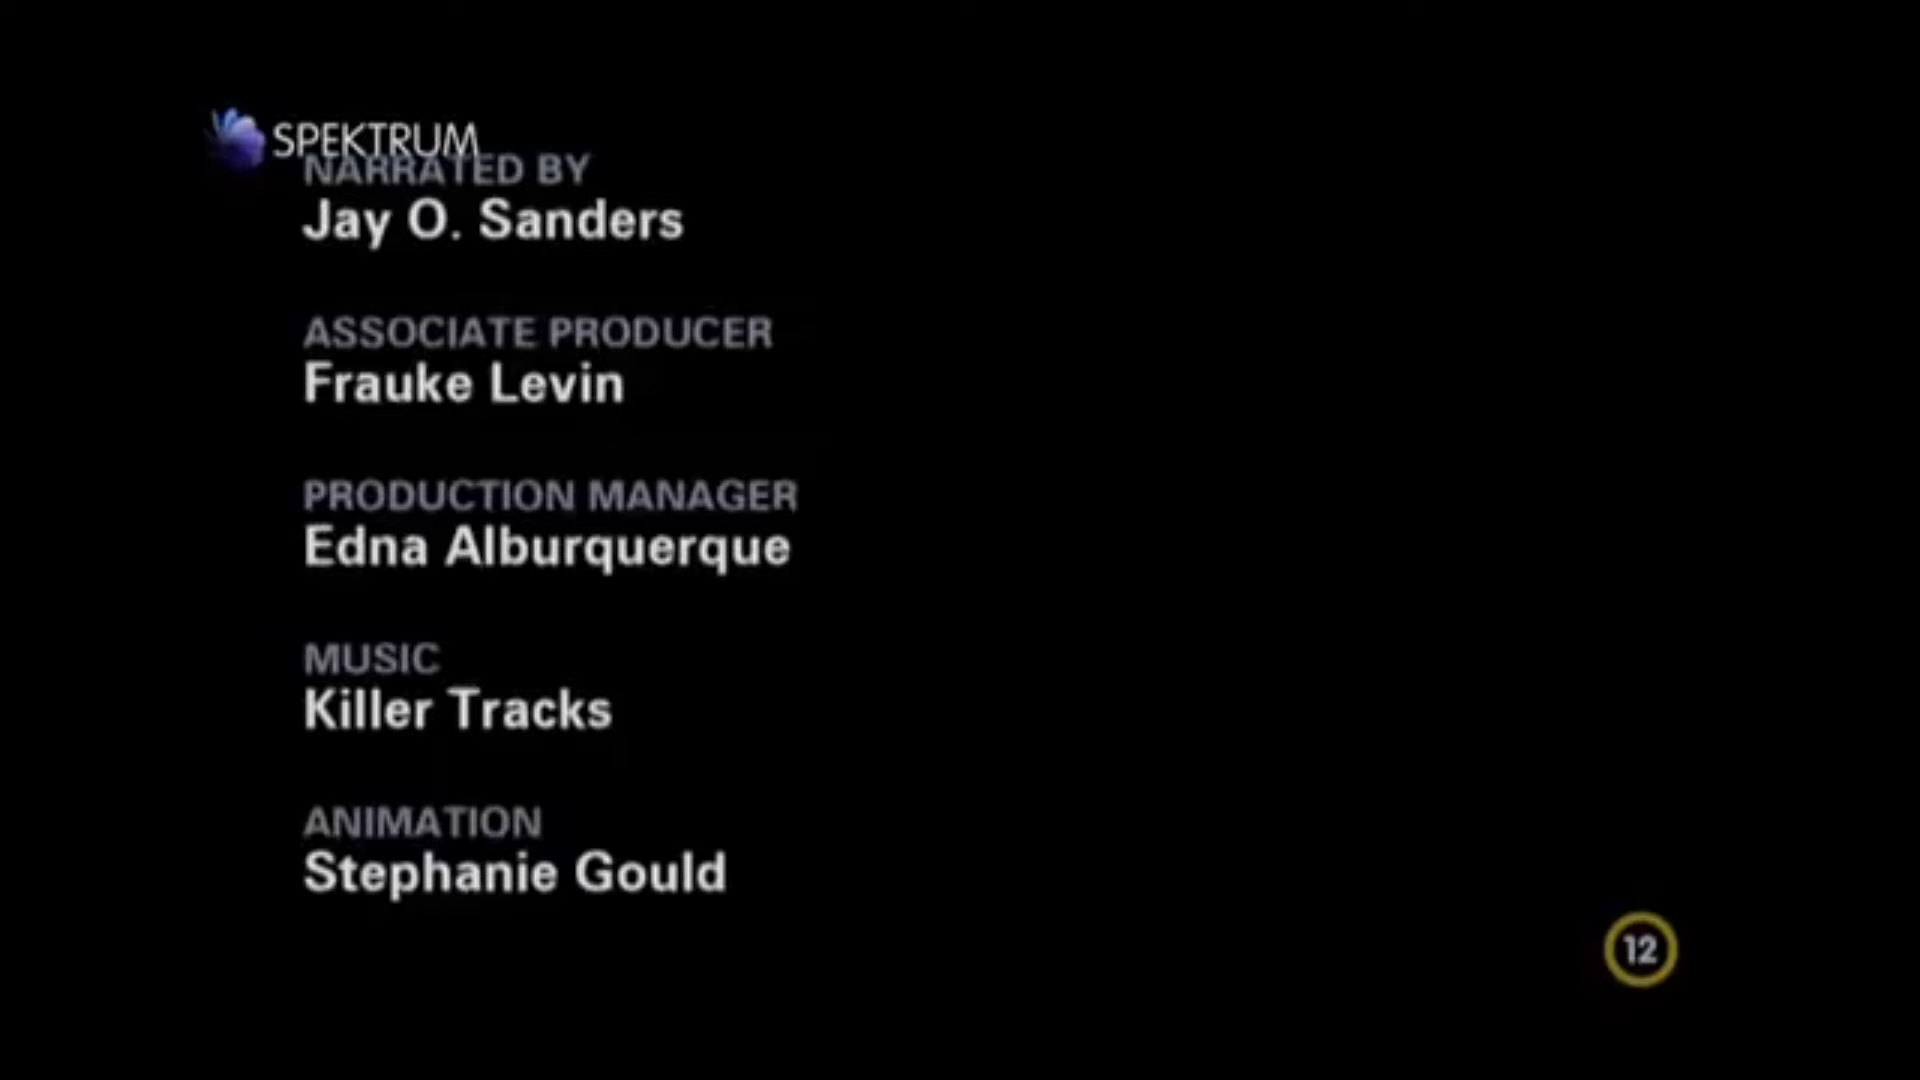 SPEKTRUM
NARRATED BY
Jay O. Sanders
ASSOCIATE PRODUCER
Frauke Levin
PRODUCTION MANAGER
Edna Alburquerque
MUSIC
Killer Tracks
ANIMATION
Stephanie Gould
12